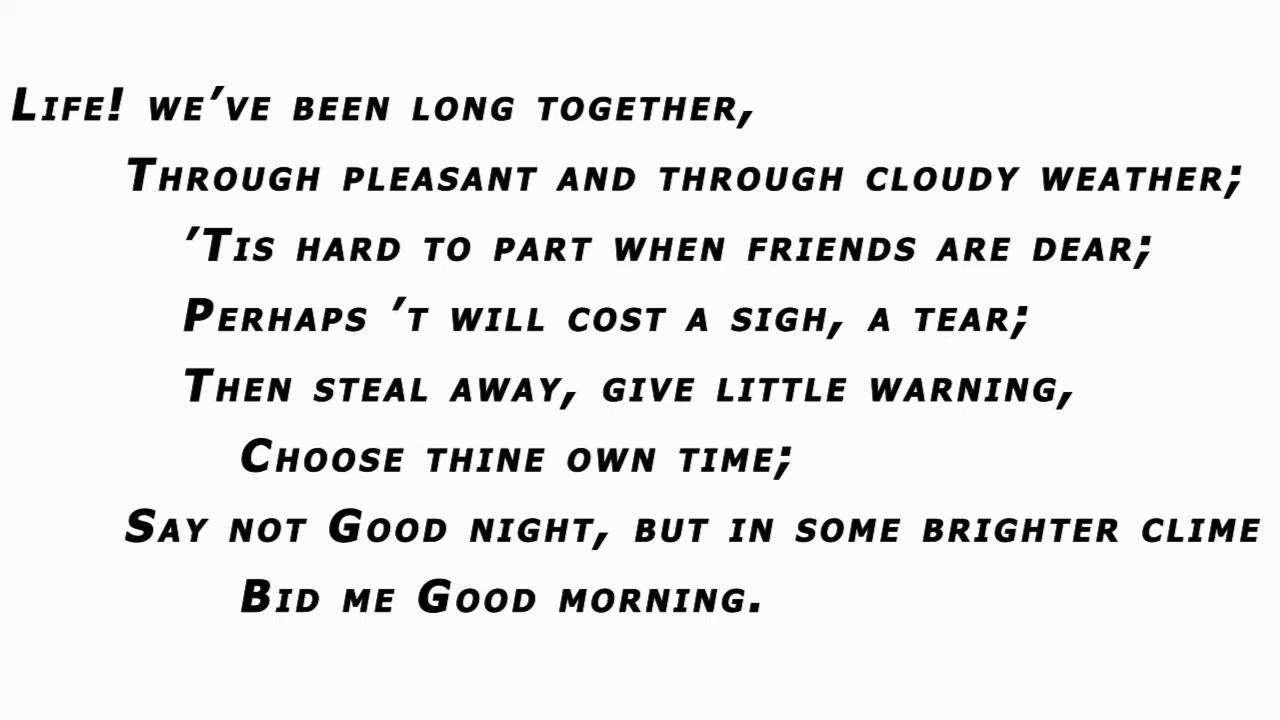 Life! we've been long together,
Through pleasant and through cloudy weather;
'Tis hard to part when friends are dear;
Perhaps 't will cost a sigh, a tear;
Then steal away, give little warning,
Choose thine own time;
Say not Good night, but in some brighter clime
Bid me Good morning.